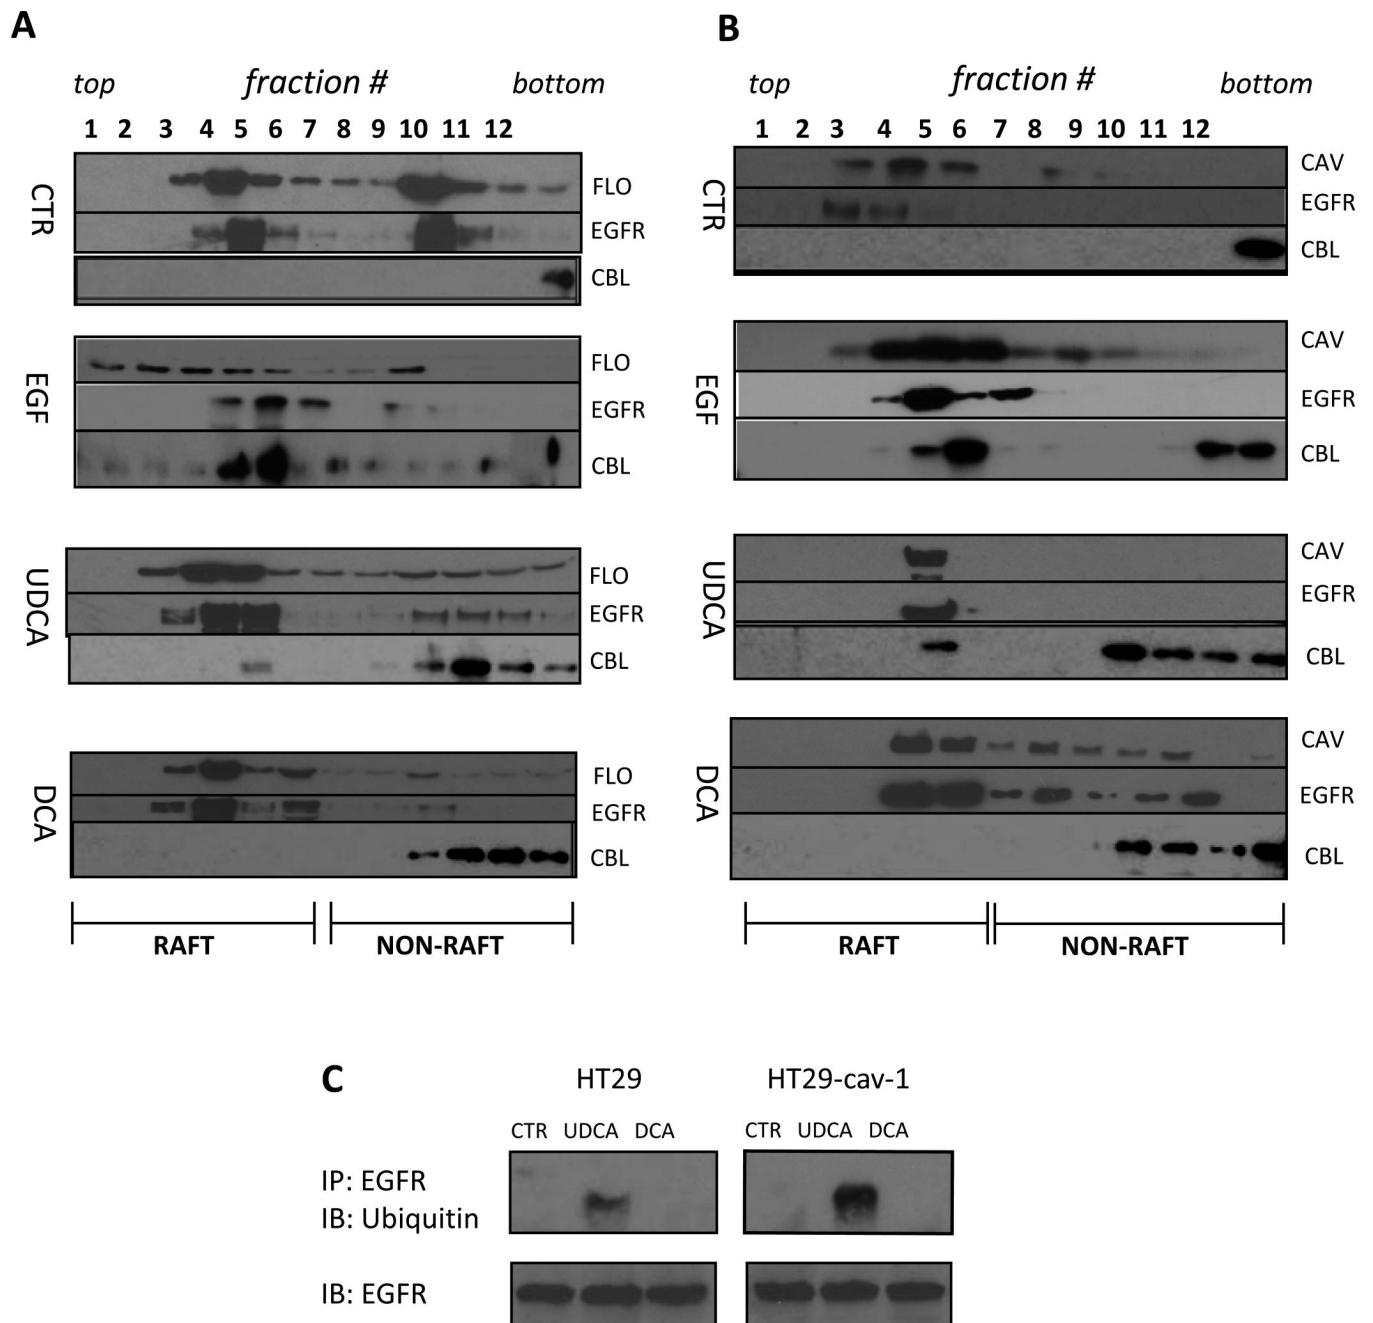 A
top fraction # bottom
1 2 3 4 5 6 7 8 9 10 11 12
CTR
FLO
EGFR
CBL
EGF
FLO
EGFR
CBL
UDCA
FLO
EGFR
CBL
DCA
FLO
EGFR
CBL
RAFT NON-RAFT
B
top fraction # bottom
1 2 3 4 5 6 7 8 9 10 11 12
CTR
CAV
EGFR
CBL
EGF
CAV
EGFR
CBL
UDCA
CAV
EGFR
CBL
DCA
CAV
EGFR
CBL
RAFT NON-RAFT
C
HT29 HT29-cav-1
CTR UDCA DCA CTR UDCA DCA
IP: EGFR
IB: Ubiquitin
IB: EGFR